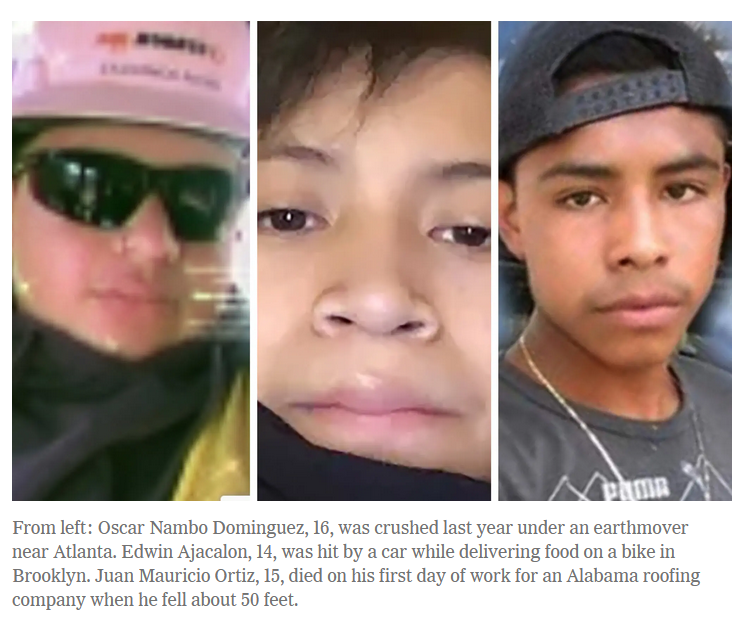 PUMA
From left: Oscar Nambo Dominguez, 16, was crushed last year under an earthmover
near Atlanta. Edwin Ajacalon, 14, was hit by a car while delivering food on a bike in
Brooklyn. Juan Mauricio Ortiz, 15, died on his first day of work for an Alabama roofing
company when he fell about 50 feet.